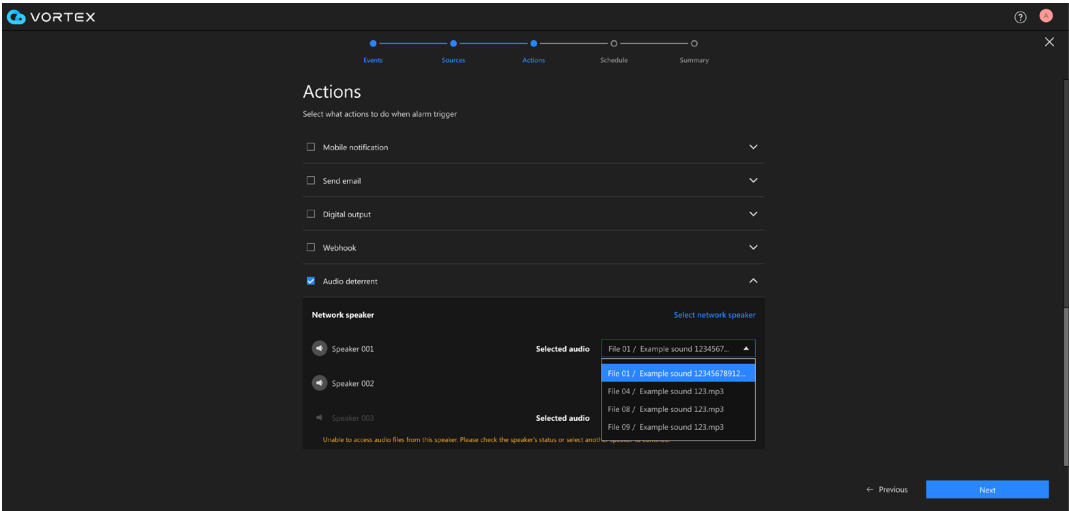 VORTEX
A
Events Sources Actions Schedule Summary
Actions
Select what actions to do when alarm trigger
Mobile notification
Send email
Digital output
Webhook
Audio deterrent
Network speaker Select network speaker
Speaker 001 Selected audio File 01 / Example sound 1234567...
File 01 / Example sound 12345678912...
Speaker 002
File 04 / Example sound 123.mp3
File 08 / Example sound 123.mp3
Speaker 003 Selected audio
File 09 / Example sound 123.mp3
Unable to access audio files from this speaker. Please check the speaker's status or select
← Previous Next